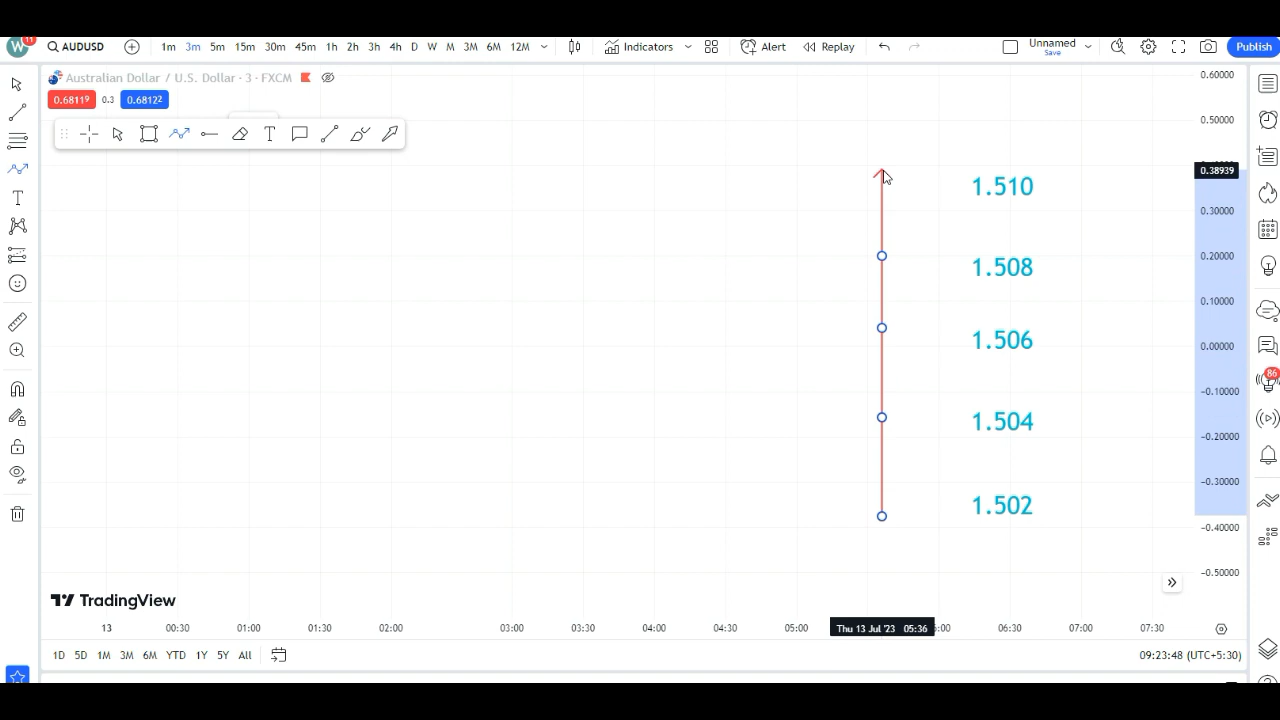 W 11 AUDUSD 1m 3m 5m 15m 30m 45m 1h 2h 3h 4h D W M 3M 6M 12M Indicators Alert Replay Unnamed Save Publish
Australian Dollar / U.S. Dollar · 3 · FXCM
0.68119 0.3 0.68122
T
T
0.60000
0.50000
0.38939
0.30000
0.20000
0.10000
0.00000
−0.10000
−0.20000
−0.30000
−0.40000
−0.50000
1.510
1.508
1.506
1.504
1.502
86
TradingView
13 00:30 01:00 01:30 02:00 03:00 03:30 04:00 04:30 05:00 Thu 13 Jul '23 05:36 06:30 07:00 07:30
1D 5D 1M 3M 6M YTD 1Y 5Y All 09:23:48 (UTC+5:30)